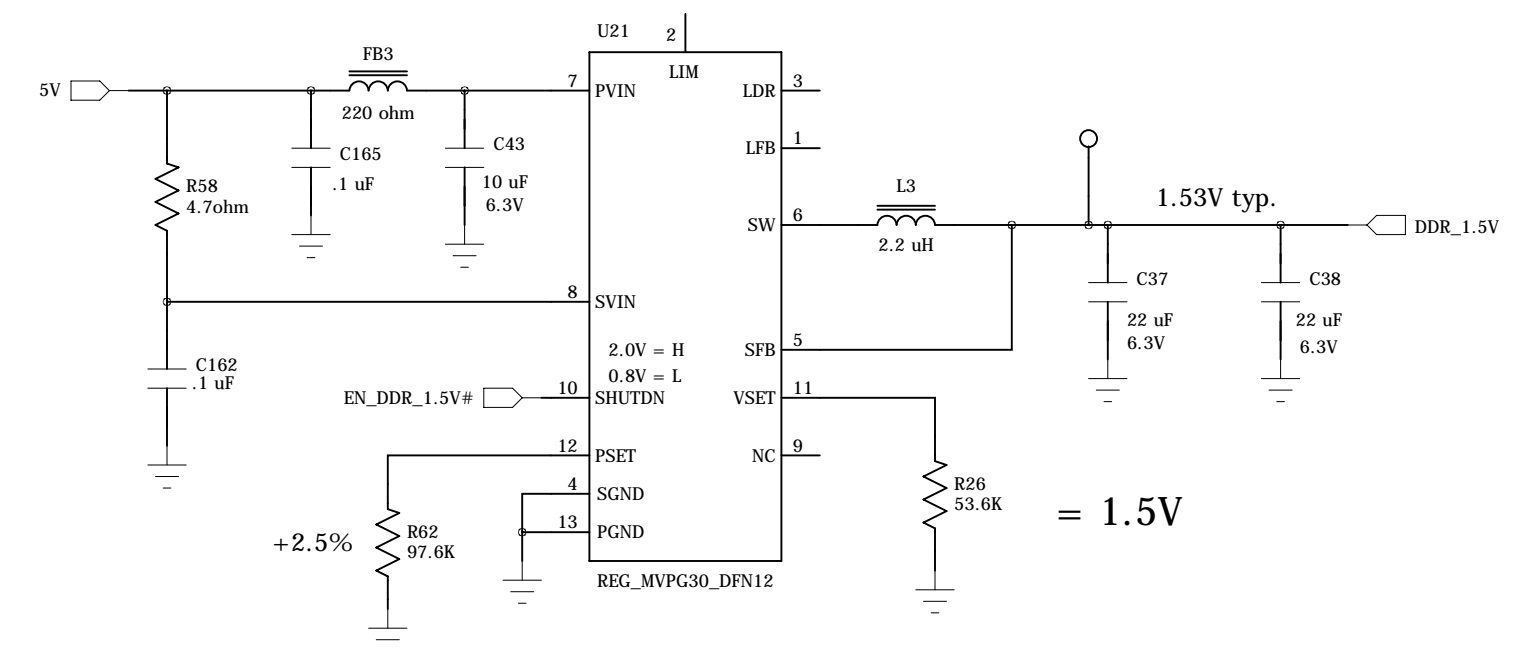 U21
2
LIM
FB3
5V
220 ohm
7
PVIN
LDR
3
C165
.1 uF
C43
10 uF
6.3V
LFB
1
R58
4.7ohm
L3
2.2 uH
SW
6
1.53V typ.
DDR_1.5V
8
SVIN
C37
22 uF
6.3V
C38
22 uF
6.3V
2.0V = H
0.8V = L
SFB
5
C162
.1 uF
EN_DDR_1.5V#
10
SHUTDN
VSET
11
12
PSET
NC
9
4
SGND
R26
53.6K
= 1.5V
13
PGND
+2.5%
R62
97.6K
REG_MVPG30_DFN12